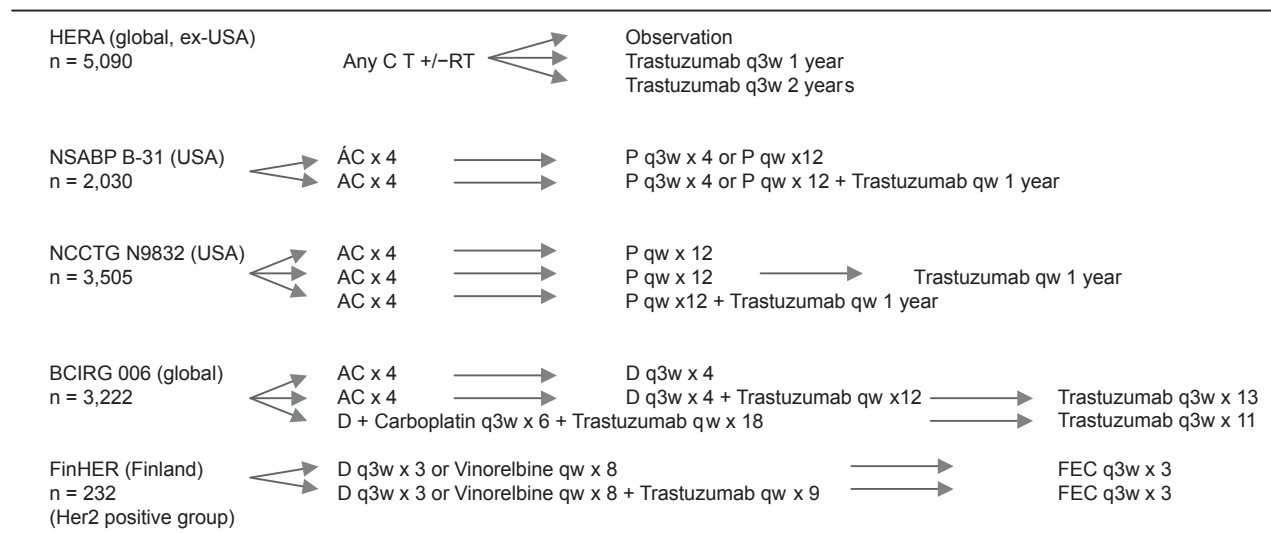 HERA (global, ex-USA) Observation
n = 5,090 Any C T +/−RT Trastuzumab q3w 1 year
Trastuzumab q3w 2 years
NSABP B-31 (USA) ÁC x 4 P q3w x 4 or P qw x12
n = 2,030 AC x 4 P q3w x 4 or P qw x 12 + Trastuzumab qw 1 year
NCCTG N9832 (USA) AC x 4 P qw x 12
n = 3,505 AC x 4 P qw x 12 Trastuzumab qw 1 year
AC x 4 P qw x12 + Trastuzumab qw 1 year
BCIRG 006 (global) AC x 4 D q3w x 4
n = 3,222 AC x 4 D q3w x 4 + Trastuzumab qw x12 Trastuzumab q3w x 13
D + Carboplatin q3w x 6 + Trastuzumab qw x 18 Trastuzumab q3w x 11
FinHER (Finland) D q3w x 3 or Vinorelbine qw x 8 FEC q3w x 3
n = 232 D q3w x 3 or Vinorelbine qw x 8 + Trastuzumab qw x 9 FEC q3w x 3
(Her2 positive group)